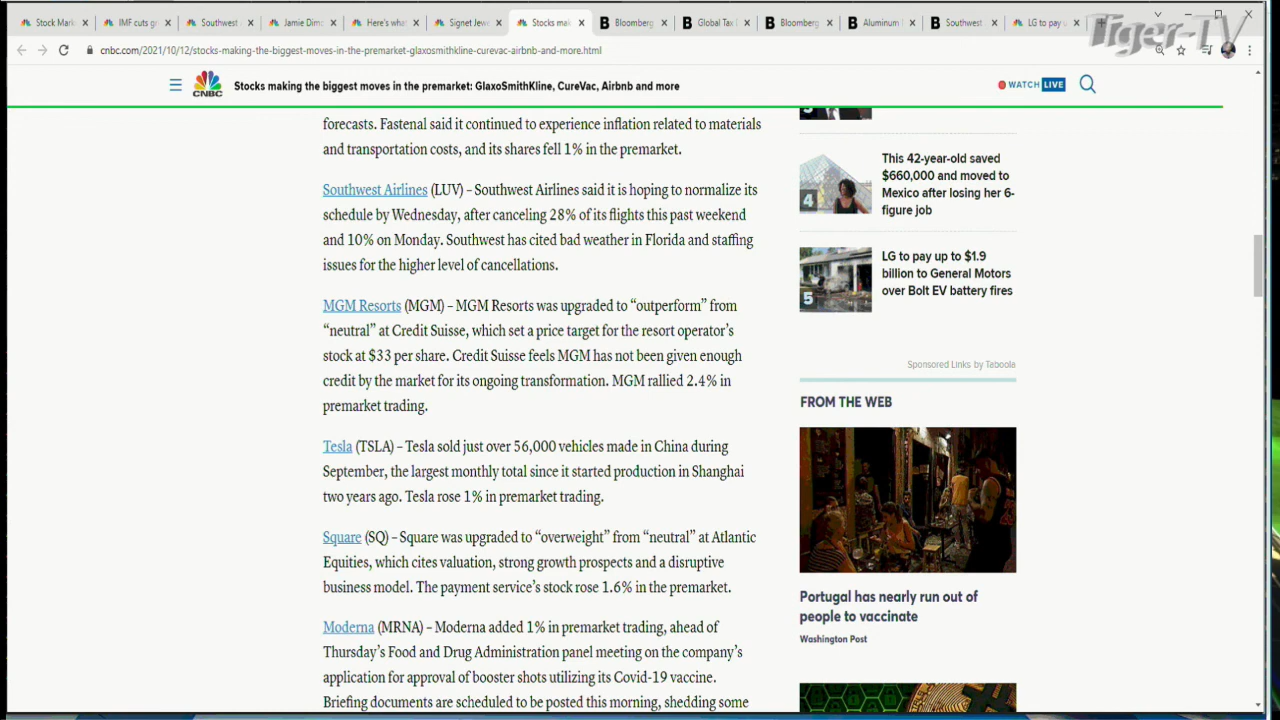 Stock Mark
IMF cuts g
Southwest
Jamie Dim
Here's what
Signet Jew
Stocks mak
Bloomberg
Global Tax
Bloomberg
Aluminum
Southwest
LG to pay u
Tiger-TV
cnbc.com/2021/10/12/stocks-making-the-biggest-moves-in-the-premarket-glaxosmithkline-curevac-airbnb-and-more.html
CNBC
Stocks making the biggest moves in the premarket: GlaxoSmithKline, CureVac, Airbnb and more
WATCH LIVE
forecasts. Fastenal said it continued to experience inflation related to materials
and transportation costs, and its shares fell 1% in the premarket.
Southwest Airlines (LUV) – Southwest Airlines said it is hoping to normalize its
schedule by Wednesday, after canceling 28% of its flights this past weekend
and 10% on Monday. Southwest has cited bad weather in Florida and staffing
issues for the higher level of cancellations.
MGM Resorts (MGM) – MGM Resorts was upgraded to “outperform” from
“neutral” at Credit Suisse, which set a price target for the resort operator’s
stock at $33 per share. Credit Suisse feels MGM has not been given enough
credit by the market for its ongoing transformation. MGM rallied 2.4% in
premarket trading.
Tesla (TSLA) – Tesla sold just over 56,000 vehicles made in China during
September, the largest monthly total since it started production in Shanghai
two years ago. Tesla rose 1% in premarket trading.
Square (SQ) – Square was upgraded to “overweight” from “neutral” at Atlantic
Equities, which cites valuation, strong growth prospects and a disruptive
business model. The payment service’s stock rose 1.6% in the premarket.
Moderna (MRNA) – Moderna added 1% in premarket trading, ahead of
Thursday’s Food and Drug Administration panel meeting on the company’s
application for approval of booster shots utilizing its Covid-19 vaccine.
Briefing documents are scheduled to be posted this morning, shedding some
4
This 42-year-old saved
$660,000 and moved to
Mexico after losing her 6-
figure job
5
LG to pay up to $1.9
billion to General Motors
over Bolt EV battery fires
Sponsored Links by Taboola
FROM THE WEB
Portugal has nearly run out of
people to vaccinate
Washington Post